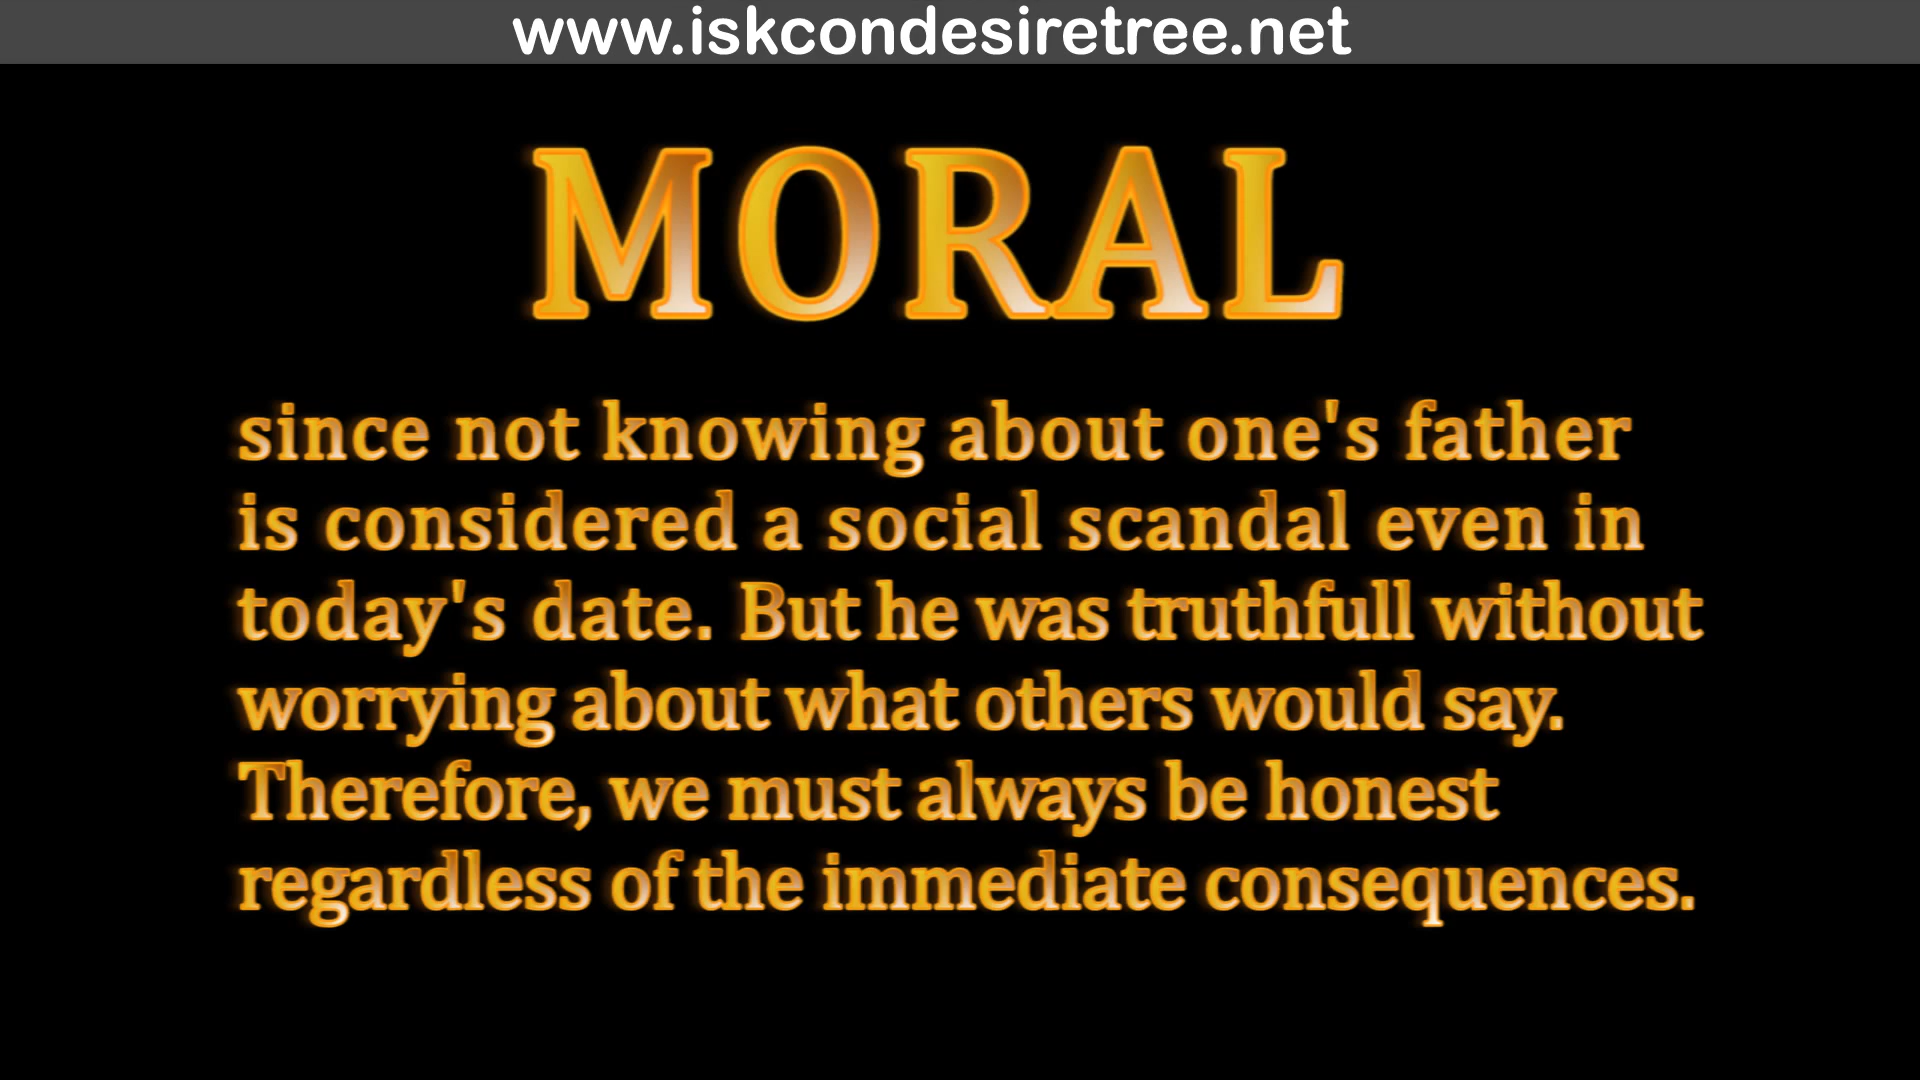 www.iskcondesiretree.net
MORAL
since not knowing about one's father
is considered a social scandal even in
today's date. But he was truthfull without
worrying about what others would say.
Therefore, we must always be honest
regardless of the immediate consequences.